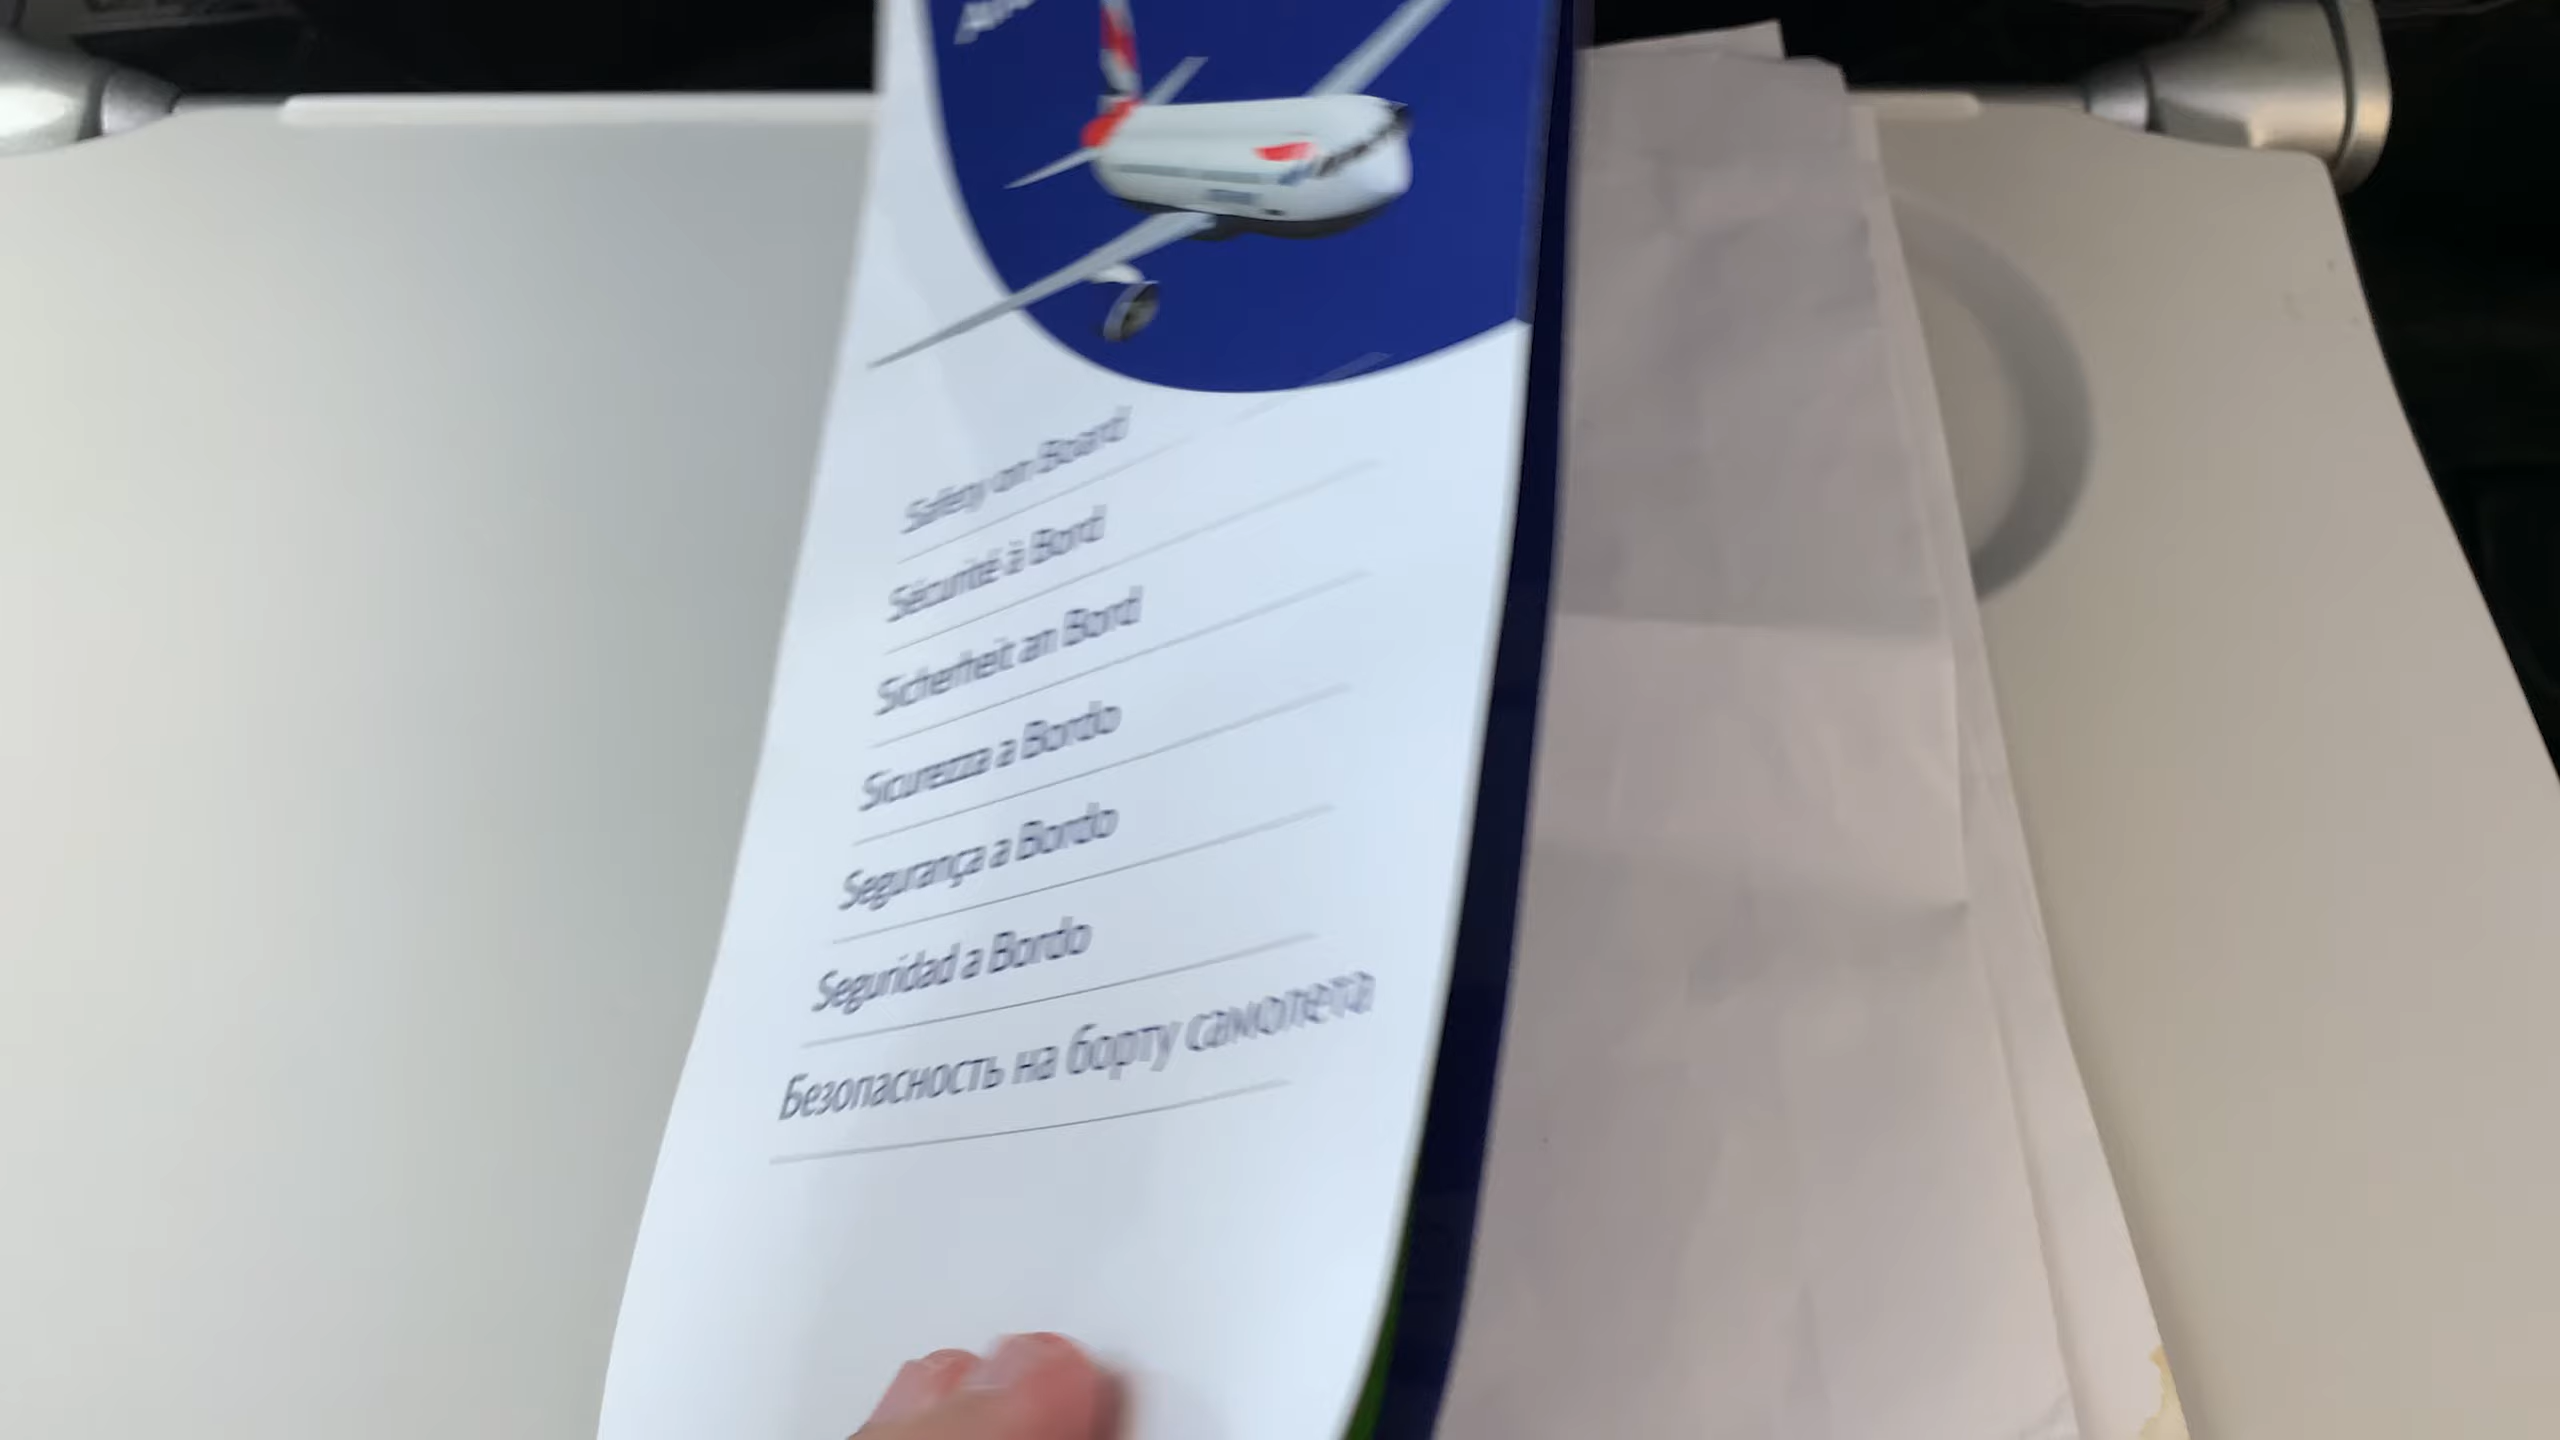 Safety on Board
Sécurité à Bord
Sicherheit an Bord
Sicurezza a Bordo
Segurança a Bordo
Seguridad a Bordo
Безопасность на борту самолета